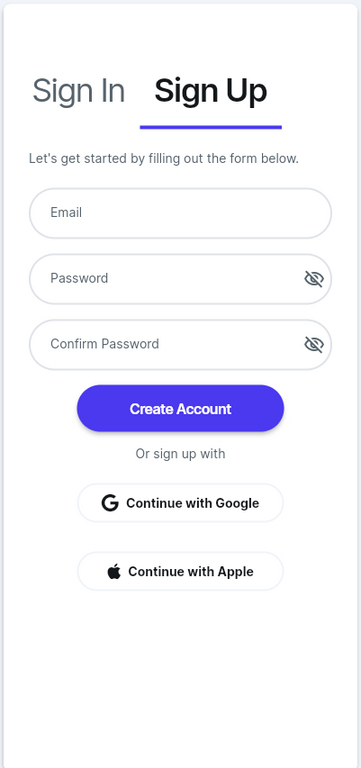 Sign In Sign Up
Let's get started by filling out the form below.
Email
Password
Confirm Password
Create Account
Or sign up with
Continue with Google
Continue with Apple